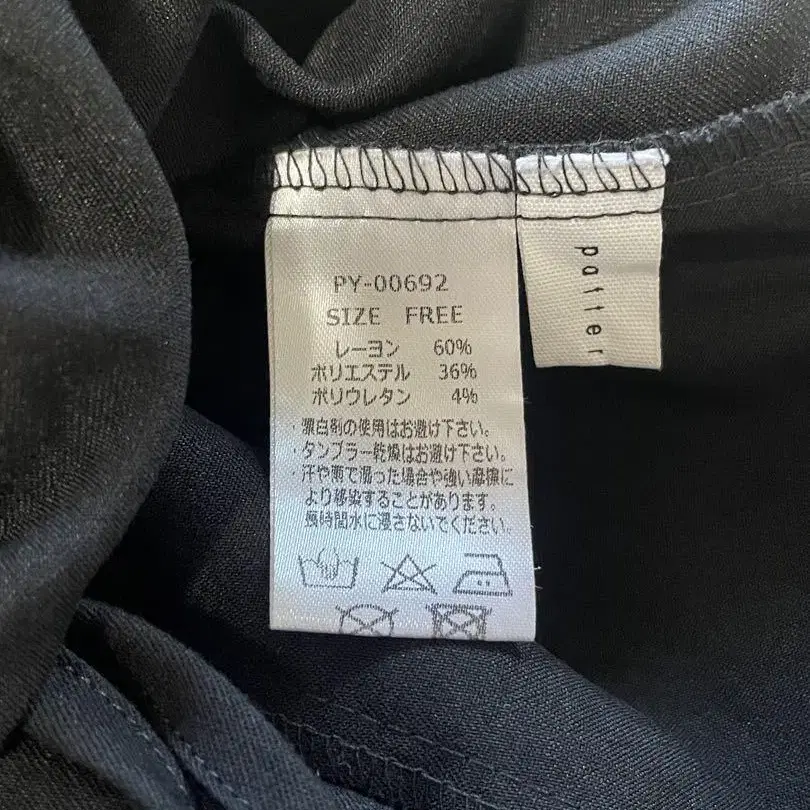 PY-00692
SIZE FREE
レーヨン 60%
ポリエステル 36%
ポリウレタン 4%
・漂白剤の使用はお避け下さい。
・タンブラー乾燥はお避け下さい。
・汗や雨で湿った場合や強い摩擦に
より移染することがあります。
長時間水に浸さないでください。
patter